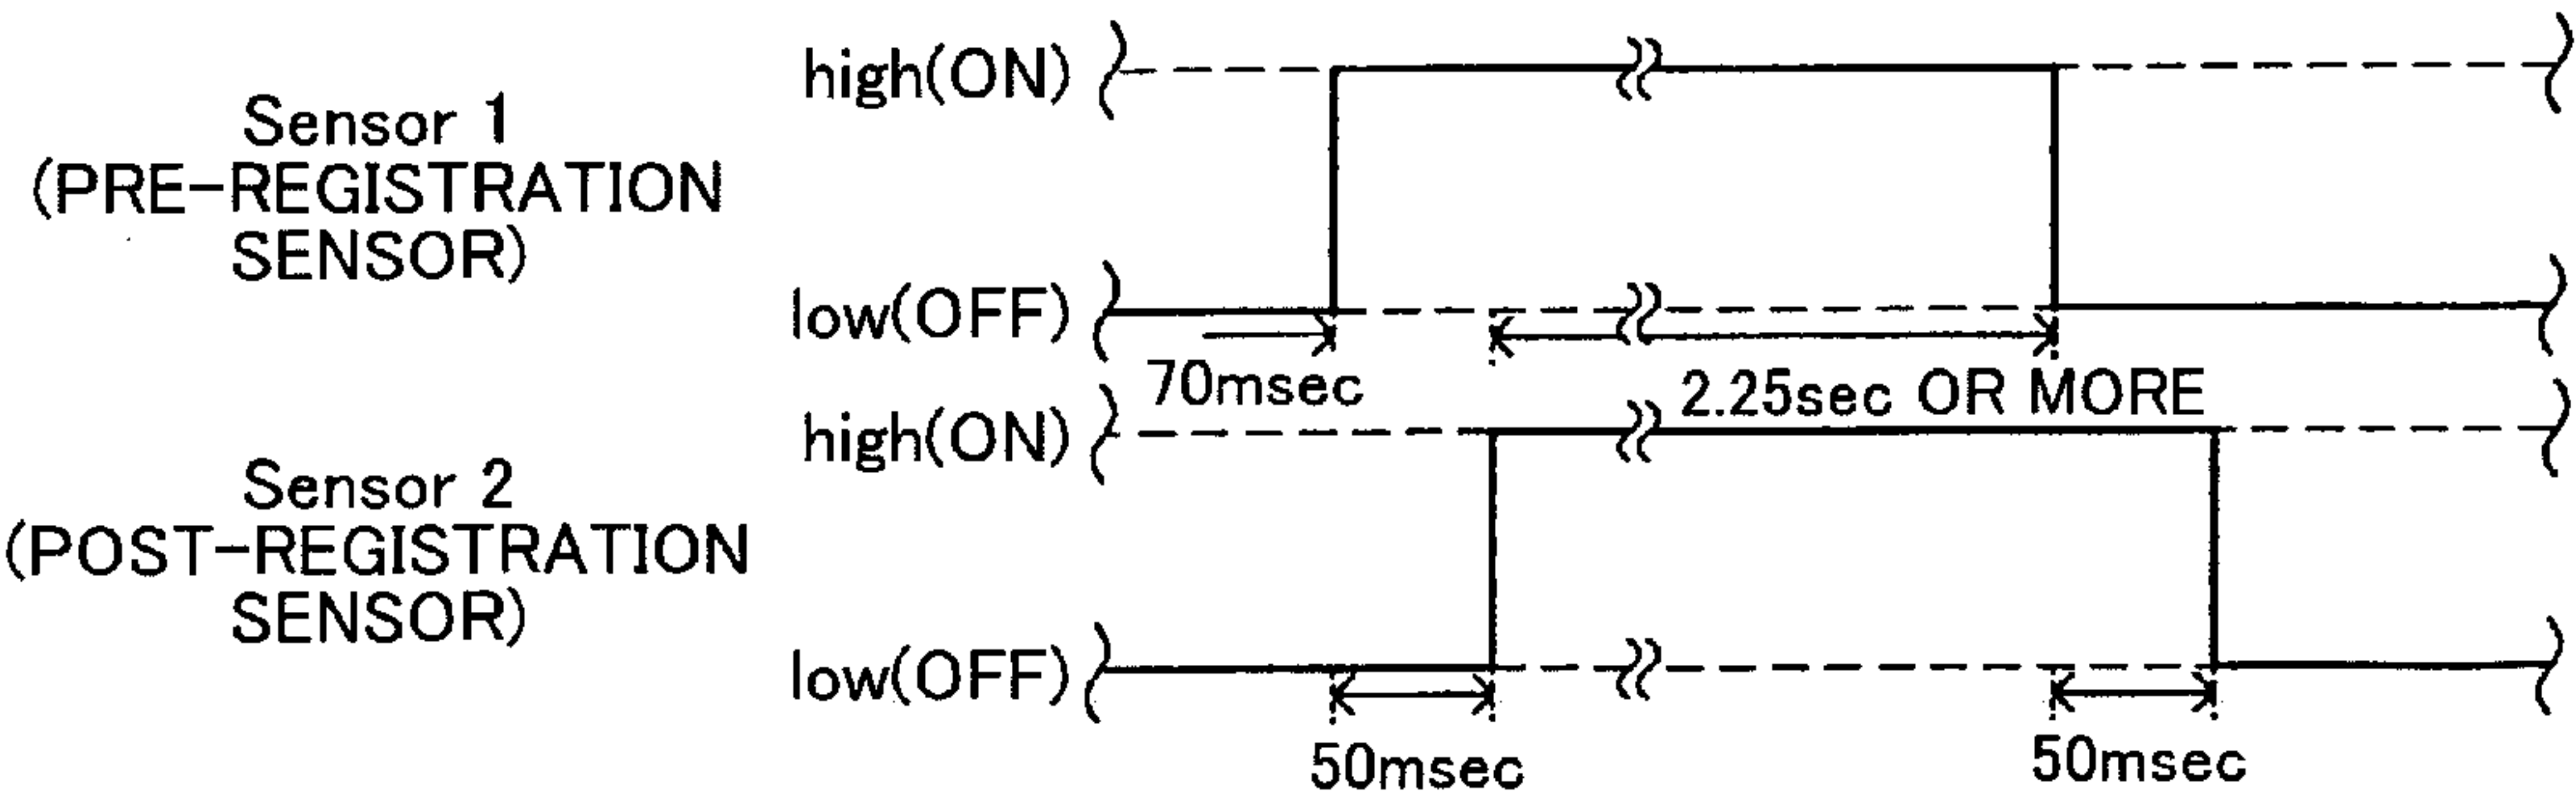 high(ON)
Sensor 1
(PRE-REGISTRATION
SENSOR)
low(OFF)
70msec
2.25sec OR MORE
high(ON)
Sensor 2
(POST-REGISTRATION
SENSOR)
low(OFF)
50msec
50msec